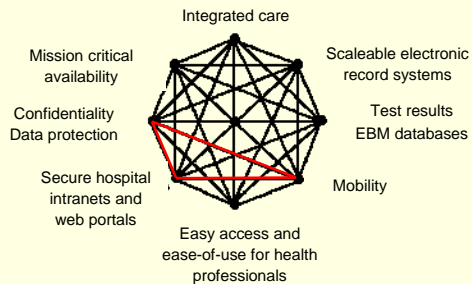 Integrated care
Mission critical
availability
Scaleable electronic
record systems
Confidentiality
Data protection
Test results
EBM databases
Secure hospital
intranets and
web portals
Mobility
Easy access and
ease-of-use for health
professionals